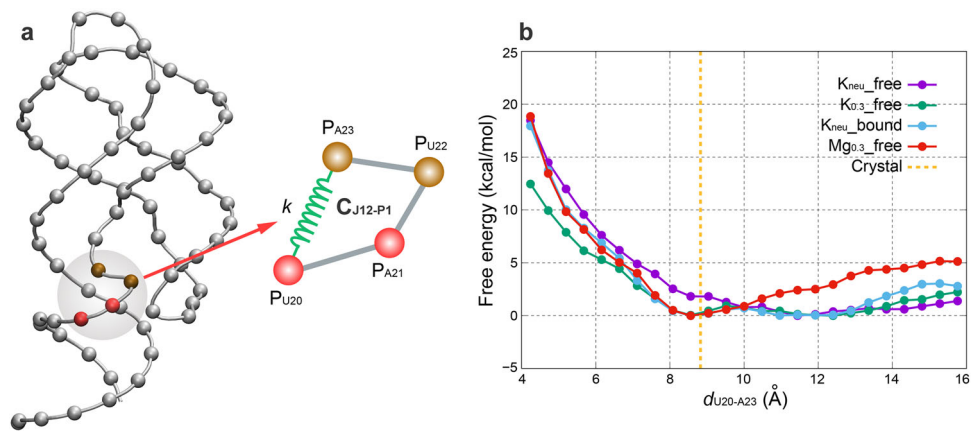 a
P_A23
P_U22
k
C_J12-P1
P_A21
P_U20
b
Free energy (kcal/mol)
25
20
15
10
5
0
−5
4
6
8
10
12
14
16
d_U20-A23 (Å)
K_neu_free
K_0.3_free
K_neu_bound
Mg_0.3_free
Crystal